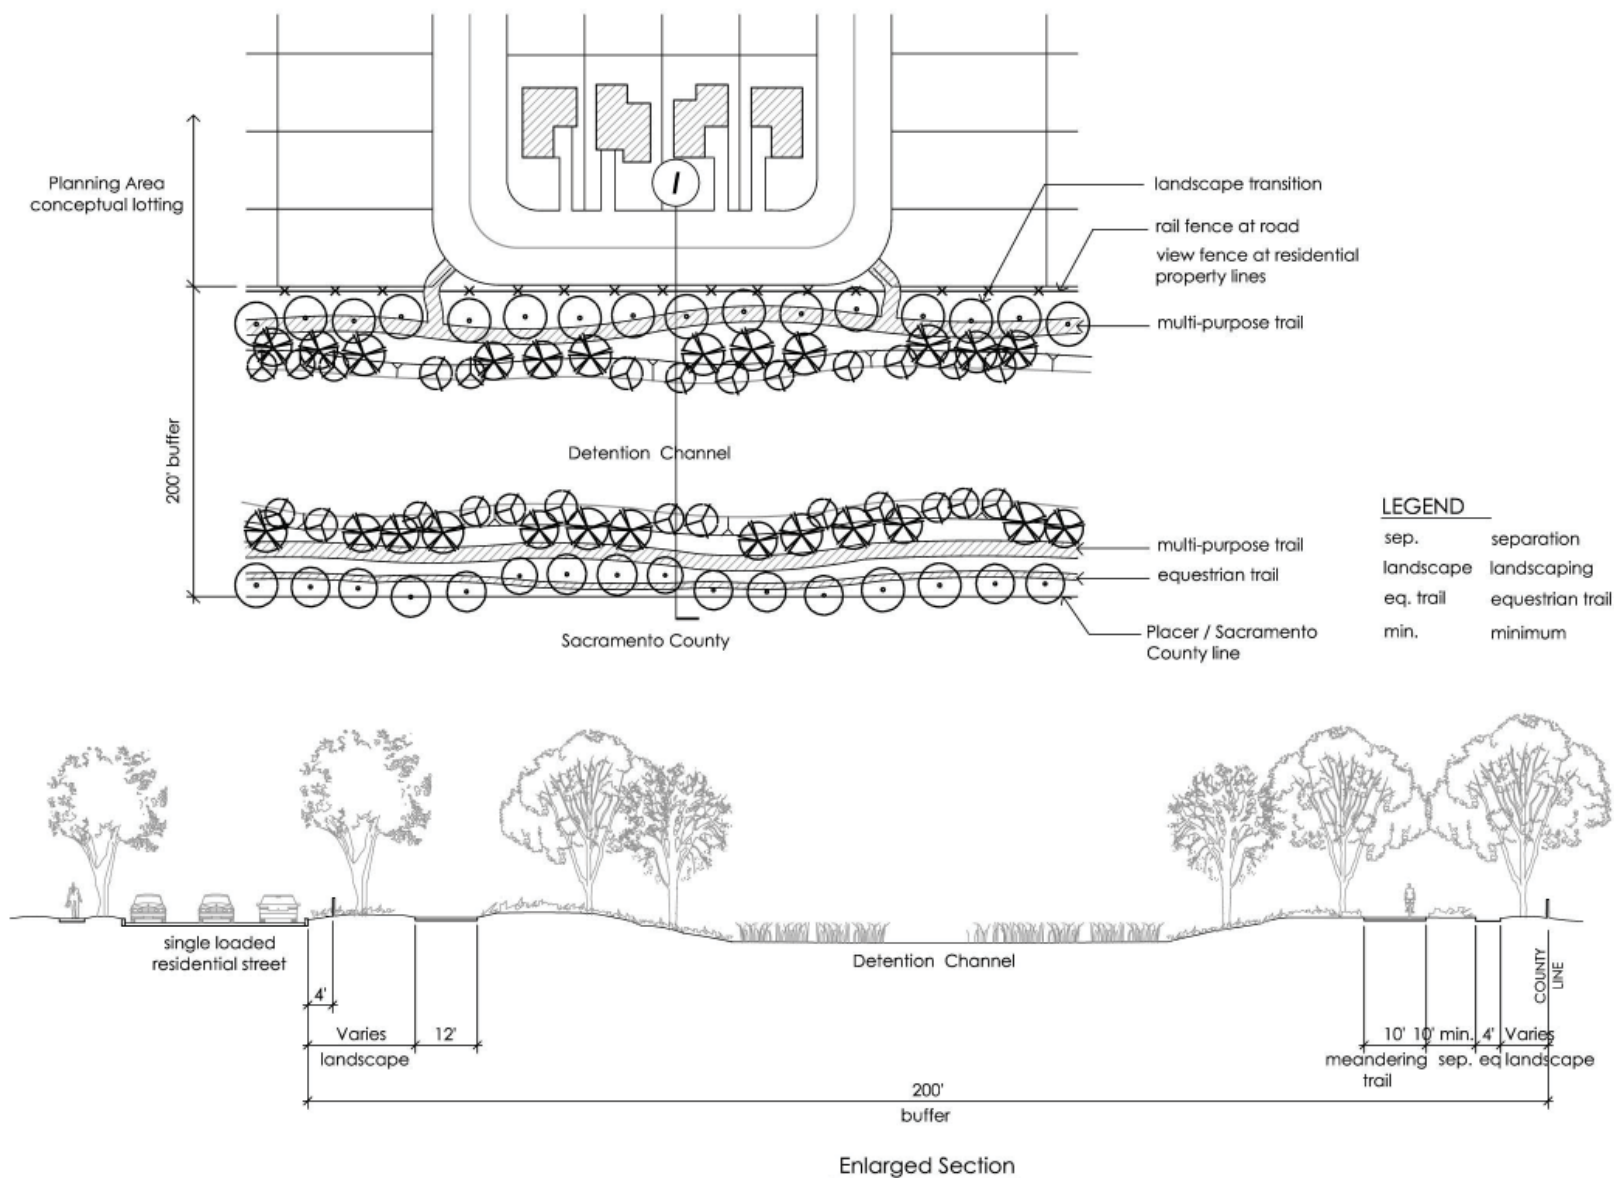 Planning Area
conceptual lotting
I
landscape transition
rail fence at road
view fence at residential
property lines
multi-purpose trail
200' buffer
Detention Channel
multi-purpose trail
equestrian trail
Sacramento County
Placer / Sacramento
County line
LEGEND
sep. separation
landscape landscaping
eq. trail equestrian trail
min. minimum
single loaded
residential street
Detention Channel
COUNTY
LINE
4'
Varies 12'
landscape
10' 10' min. 4' Varies
meandering sep. eq landscape
trail
200'
buffer
Enlarged Section